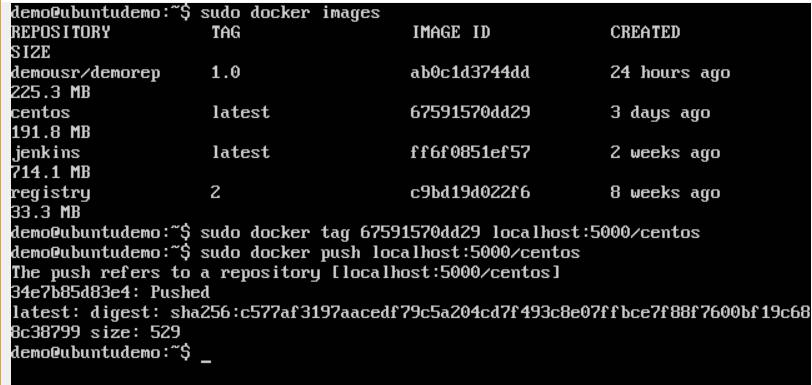 demo@ubuntudemo:~$ sudo docker images
REPOSITORY TAG IMAGE ID CREATED
SIZE
demousr/demorep 1.0 ab0c1d3744dd 24 hours ago
225.3 MB
centos latest 67591570dd29 3 days ago
191.8 MB
jenkins latest ff6f0851ef57 2 weeks ago
714.1 MB
registry 2 c9bd19d022f6 8 weeks ago
33.3 MB
demo@ubuntudemo:~$ sudo docker tag 67591570dd29 localhost:5000/centos
demo@ubuntudemo:~$ sudo docker push localhost:5000/centos
The push refers to a repository [localhost:5000/centos]
34e7b85d83e4: Pushed
latest: digest: sha256:c577af3197aacedf79c5a204cd7f493c8e07ffbce7f88f7600bf19c68
8c38799 size: 529
demo@ubuntudemo:~$ _